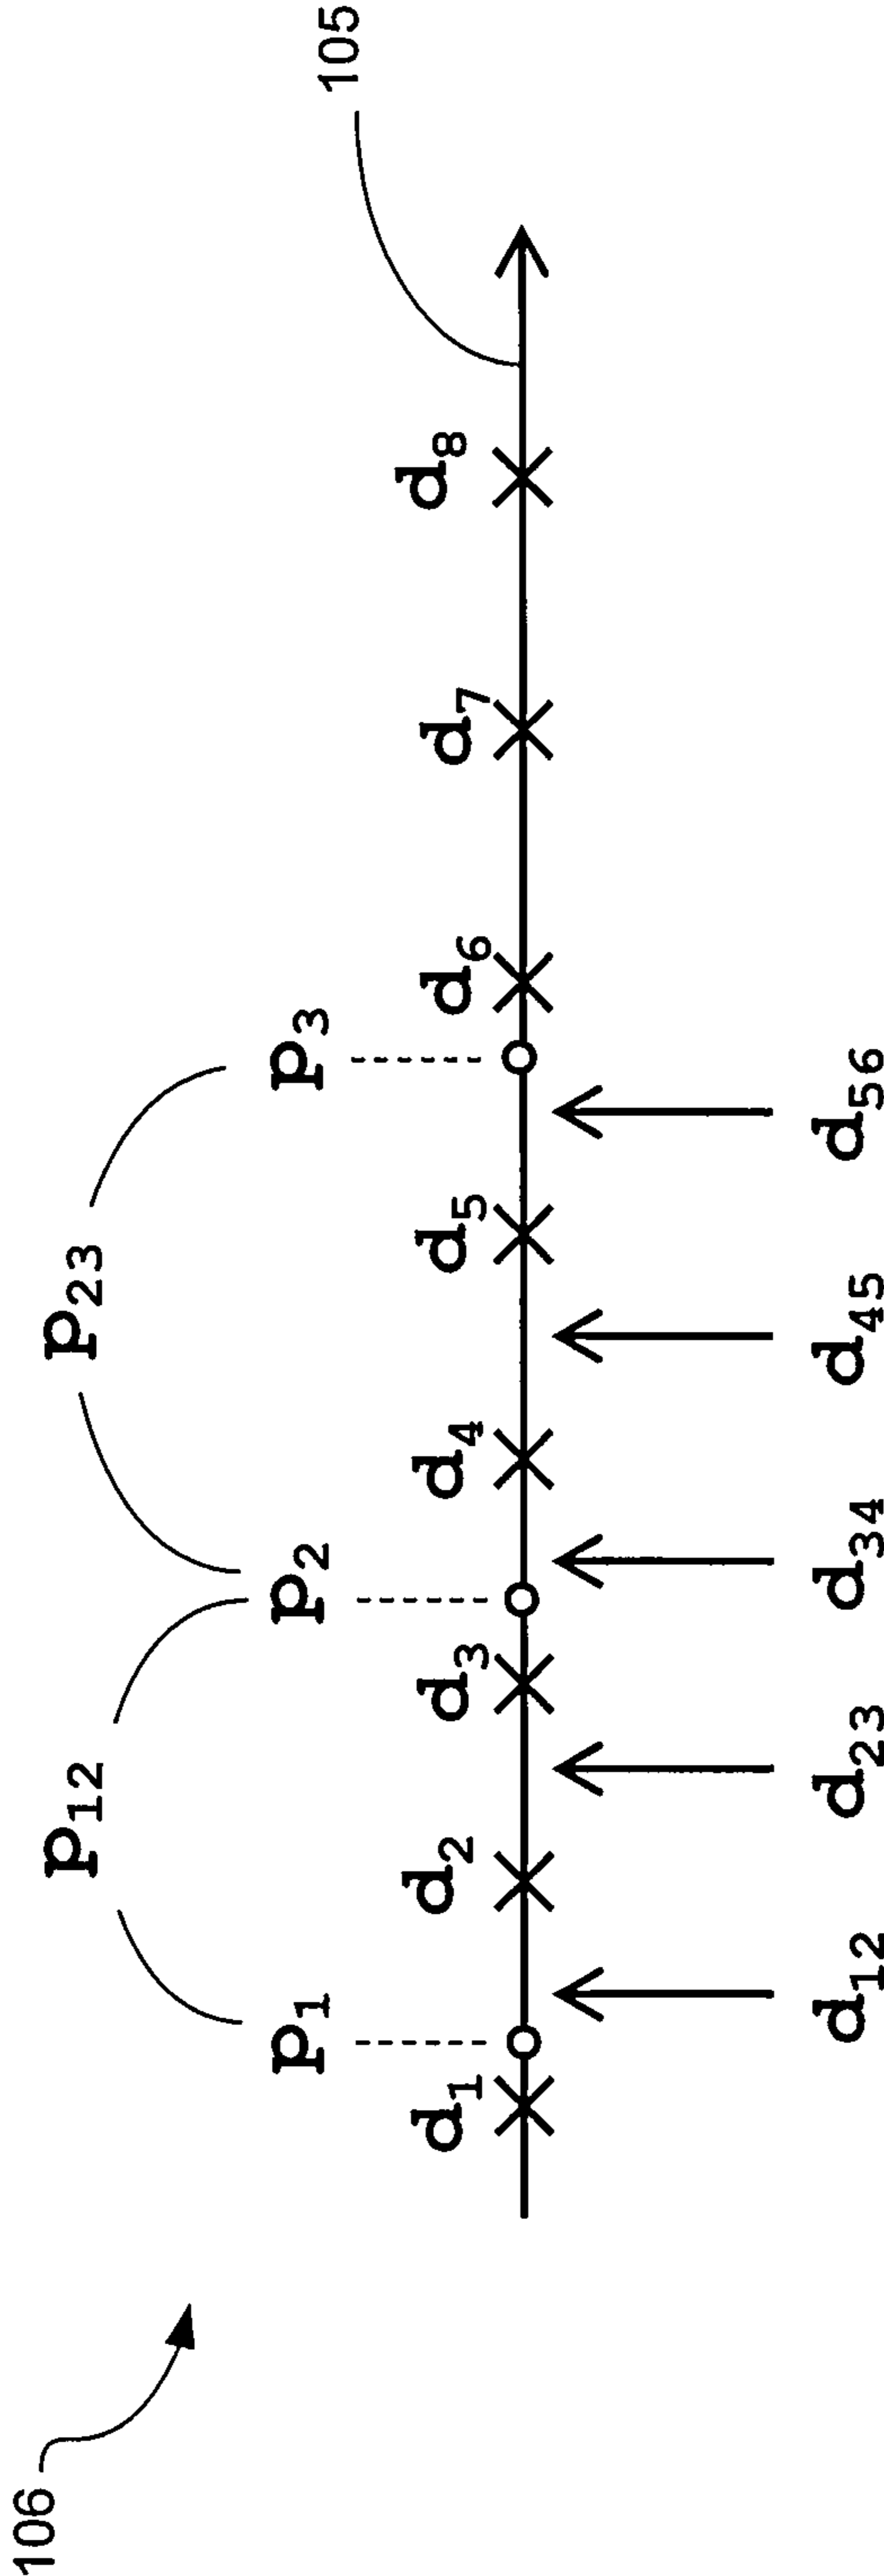 106
105
p₁₂ p₂₃
p₁ p₂ p₃
d₁ d₂ d₃ d₄ d₅ d₆ d₇ d₈
d₁₂ d₂₃ d₃₄ d₄₅ d₅₆